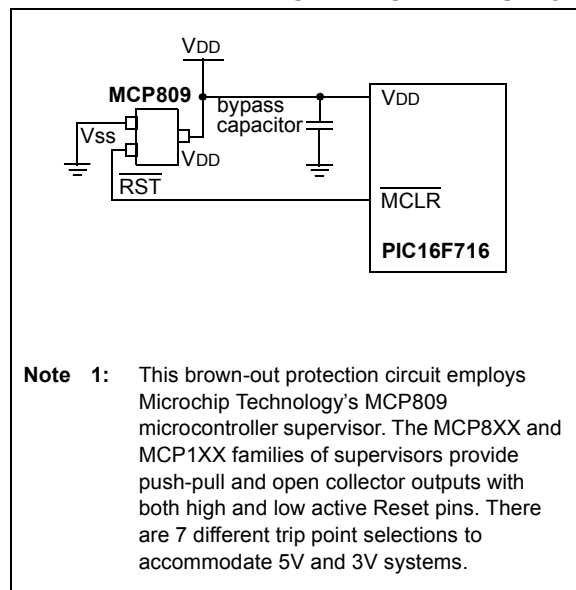 VDD
MCP809
bypass
capacitor
VDD
Vss
VDD
RST
MCLR
PIC16F716
Note 1: This brown-out protection circuit employs
Microchip Technology's MCP809
microcontroller supervisor. The MCP8XX and
MCP1XX families of supervisors provide
push-pull and open collector outputs with
both high and low active Reset pins. There
are 7 different trip point selections to
accommodate 5V and 3V systems.